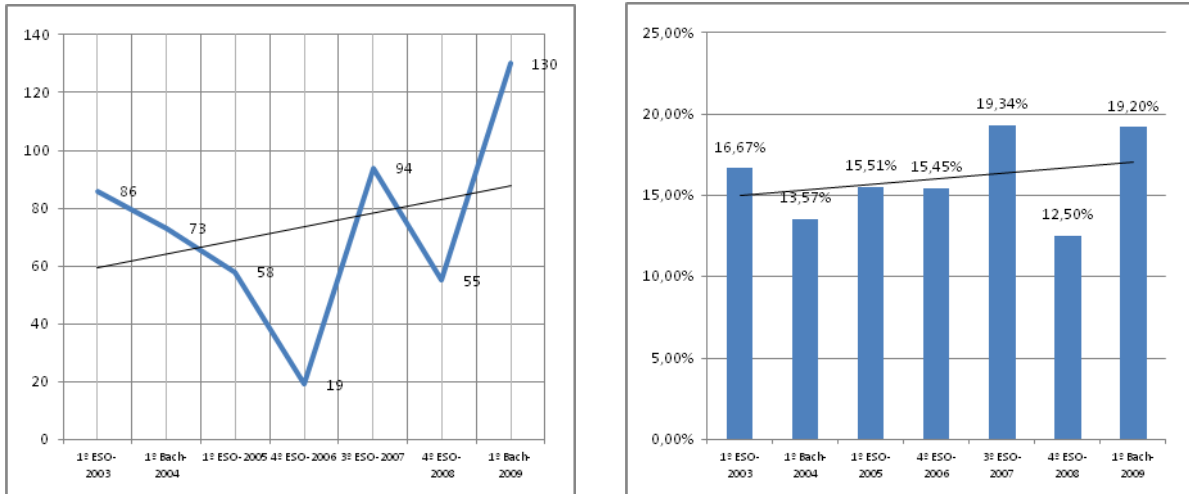 140
120
100
80
60
40
20
0
86
73
58
19
94
55
130
1º ESO-2003
1º Bach-2004
1º ESO-2005
4º ESO-2006
3º ESO-2007
4º ESO-2008
1º Bach-2009
25,00%
20,00%
15,00%
10,00%
5,00%
0,00%
16,67%
13,57%
15,51%
15,45%
19,34%
12,50%
19,20%
1º ESO-
2003
1º Bach-
2004
1º ESO-
2005
4º ESO-
2006
3º ESO-
2007
4º ESO-
2008
1º Bach-
2009